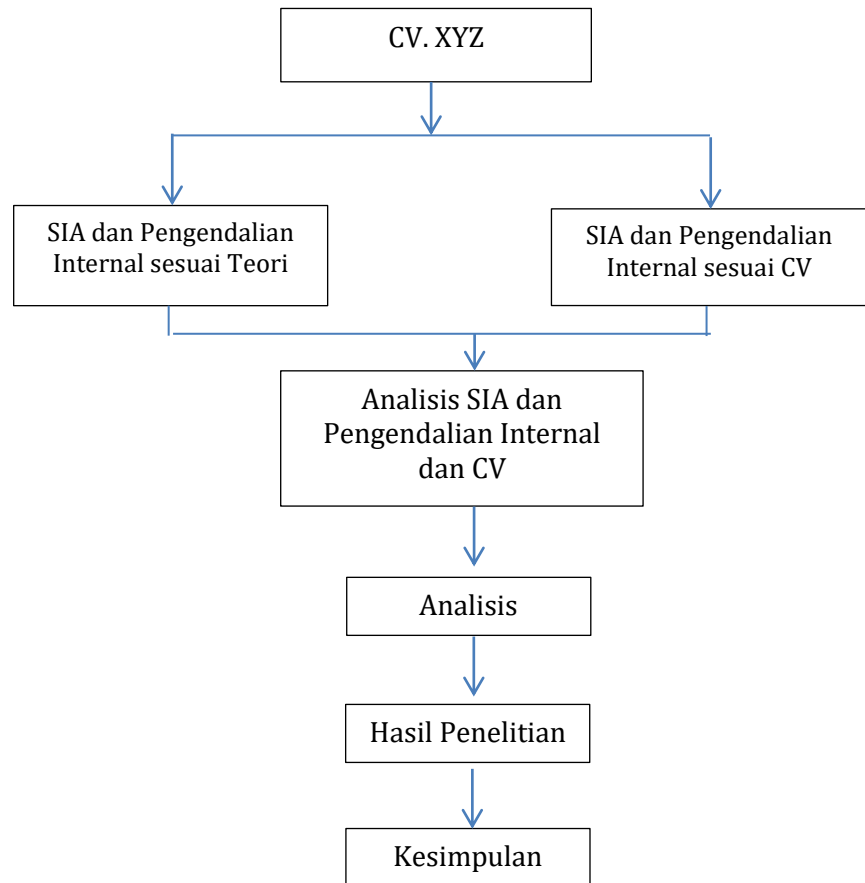 CV. XYZ
SIA dan Pengendalian
Internal sesuai Teori
SIA dan Pengendalian
Internal sesuai CV
Analisis SIA dan
Pengendalian Internal
dan CV
Analisis
Hasil Penelitian
Kesimpulan